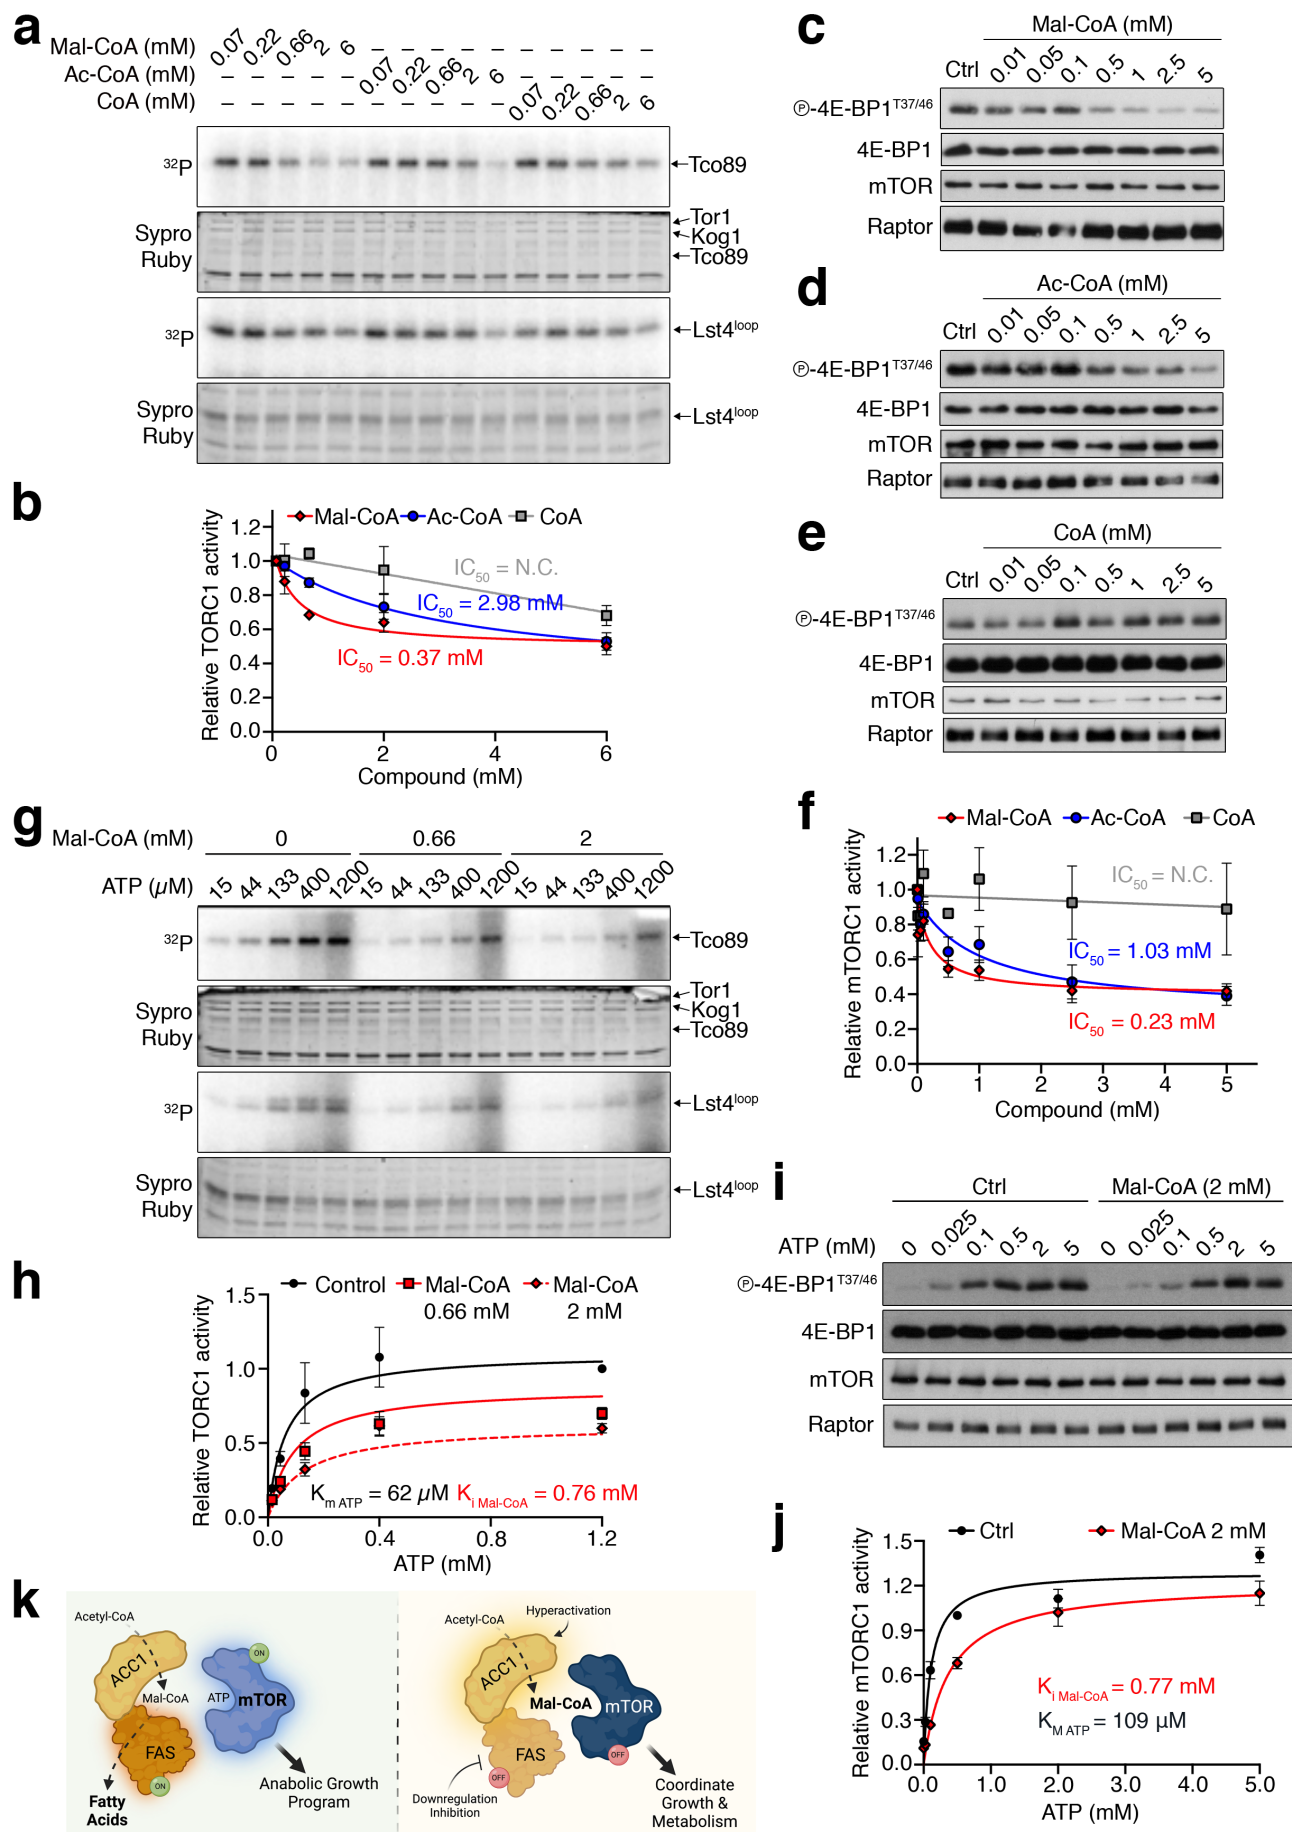 a
Mal-CoA (mM) 0.07 0.22 0.66 2 6 – – – – – – – – – –
Ac-CoA (mM) – – – – – 0.07 0.22 0.66 2 6 – – – – –
CoA (mM) – – – – – – – – – – 0.07 0.22 0.66 2 6
32P ←Tco89
Sypro Ruby
Tor1
Kog1
Tco89
32P ←Lst4loop
Sypro Ruby ←Lst4loop
b
Mal-CoA Ac-CoA CoA
Relative TORC1 activity
1.2
1.0
0.8
0.6
0.4
0.2
0.0
IC50 = N.C.
IC50 = 2.98 mM
IC50 = 0.37 mM
0 2 4 6
Compound (mM)
c
Mal-CoA (mM)
Ctrl 0.01 0.05 0.1 0.5 1 2.5 5
Ⓟ-4E-BP1T37/46
4E-BP1
mTOR
Raptor
d
Ac-CoA (mM)
Ctrl 0.01 0.05 0.1 0.5 1 2.5 5
Ⓟ-4E-BP1T37/46
4E-BP1
mTOR
Raptor
e
CoA (mM)
Ctrl 0.01 0.05 0.1 0.5 1 2.5 5
Ⓟ-4E-BP1T37/46
4E-BP1
mTOR
Raptor
f
Mal-CoA Ac-CoA CoA
Relative mTORC1 activity
1.2
1.0
0.8
0.6
0.4
0.2
0.0
IC50 = N.C.
IC50 = 1.03 mM
IC50 = 0.23 mM
0 1 2 3 4 5
Compound (mM)
g
Mal-CoA (mM) 0 0.66 2
ATP (µM) 15 44 133 400 1200 15 44 133 400 1200 15 44 133 400 1200
32P ←Tco89
Sypro Ruby
Tor1
Kog1
Tco89
32P ←Lst4loop
Sypro Ruby ←Lst4loop
h
Control Mal-CoA 0.66 mM Mal-CoA 2 mM
Relative TORC1 activity
1.5
1.0
0.5
0.0
Km ATP = 62 µM Ki Mal-CoA = 0.76 mM
0.0 0.4 0.8 1.2
ATP (mM)
i
Ctrl Mal-CoA (2 mM)
ATP (mM) 0 0.025 0.1 0.5 2 5 0 0.025 0.1 0.5 2 5
Ⓟ-4E-BP1T37/46
4E-BP1
mTOR
Raptor
j
Ctrl Mal-CoA 2 mM
Relative mTORC1 activity
1.5
1.2
0.9
0.6
0.3
0.0
Ki Mal-CoA = 0.77 mM
KM ATP = 109 µM
0.0 1.0 2.0 3.0 4.0 5.0
ATP (mM)
k
Acetyl-CoA
ACC1
Mal-CoA
FAS
ON
Fatty
Acids
ATP mTOR
ON
Anabolic Growth
Program
Acetyl-CoA
Hyperactivation
ACC1
Mal-CoA
mTOR
FAS
OFF
OFF
Downregulation
Inhibition
Coordinate
Growth &
Metabolism